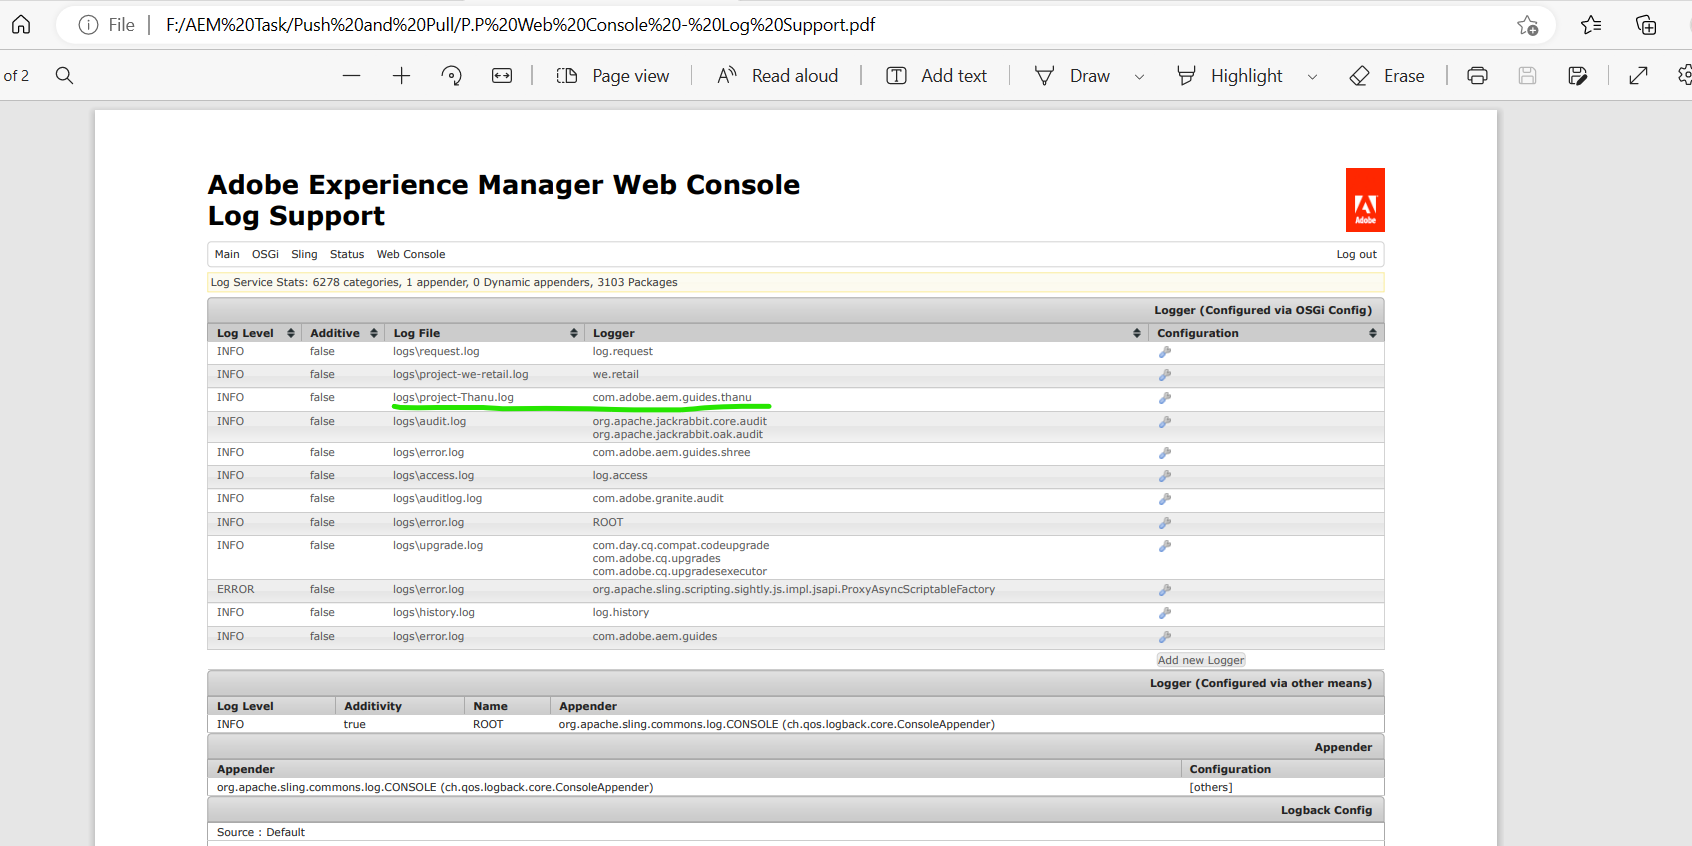 File F:/AEM%20Task/Push%20and%20Pull/P.P%20Web%20Console%20-%20Log%20Support.pdf
of 2 Page view Read aloud Add text Draw Highlight Erase
Adobe Experience Manager Web Console
Log Support
Adobe
Main OSGi Sling Status Web Console Log out
Log Service Stats: 6278 categories, 1 appender, 0 Dynamic appenders, 3103 Packages
Logger (Configured via OSGi Config)
Log Level Additive Log File Logger Configuration
INFO false logs\request.log log.request
INFO false logs\project-we-retail.log we.retail
INFO false logs\project-Thanu.log com.adobe.aem.guides.thanu
INFO false logs\audit.log org.apache.jackrabbit.core.audit
org.apache.jackrabbit.oak.audit
INFO false logs\error.log com.adobe.aem.guides.shree
INFO false logs\access.log log.access
INFO false logs\auditlog.log com.adobe.granite.audit
INFO false logs\error.log ROOT
INFO false logs\upgrade.log com.day.cq.compat.codeupgrade
com.adobe.cq.upgrades
com.adobe.cq.upgradesexecutor
ERROR false logs\error.log org.apache.sling.scripting.sightly.js.impl.jsapi.ProxyAsyncScriptableFactory
INFO false logs\history.log log.history
INFO false logs\error.log com.adobe.aem.guides
Add new Logger
Logger (Configured via other means)
Log Level Additivity Name Appender
INFO true ROOT org.apache.sling.commons.log.CONSOLE (ch.qos.logback.core.ConsoleAppender)
Appender
Appender Configuration
org.apache.sling.commons.log.CONSOLE (ch.qos.logback.core.ConsoleAppender) [others]
Logback Config
Source : Default